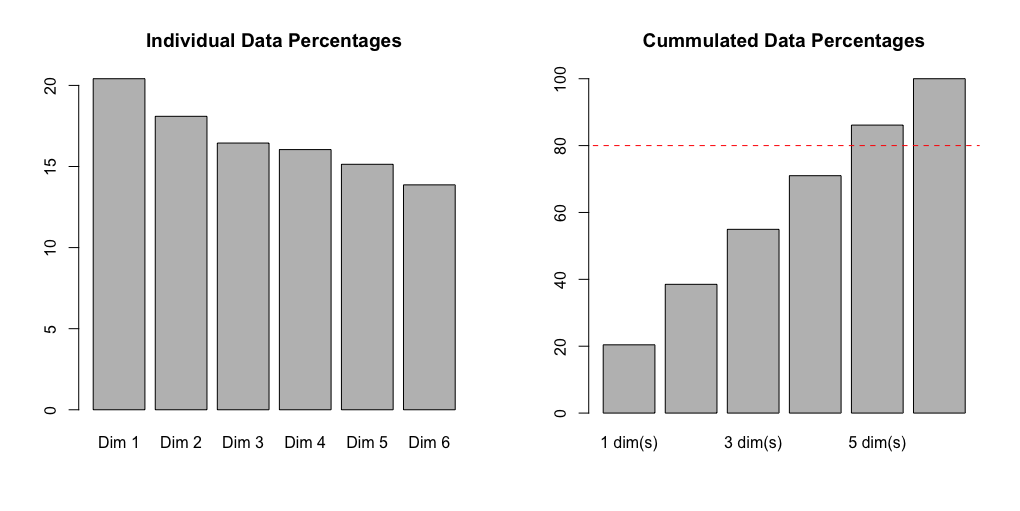 Individual Data Percentages
20
15
10
5
0
Dim 1 Dim 2 Dim 3 Dim 4 Dim 5 Dim 6
Cummulated Data Percentages
100
80
60
40
20
0
1 dim(s) 3 dim(s) 5 dim(s)